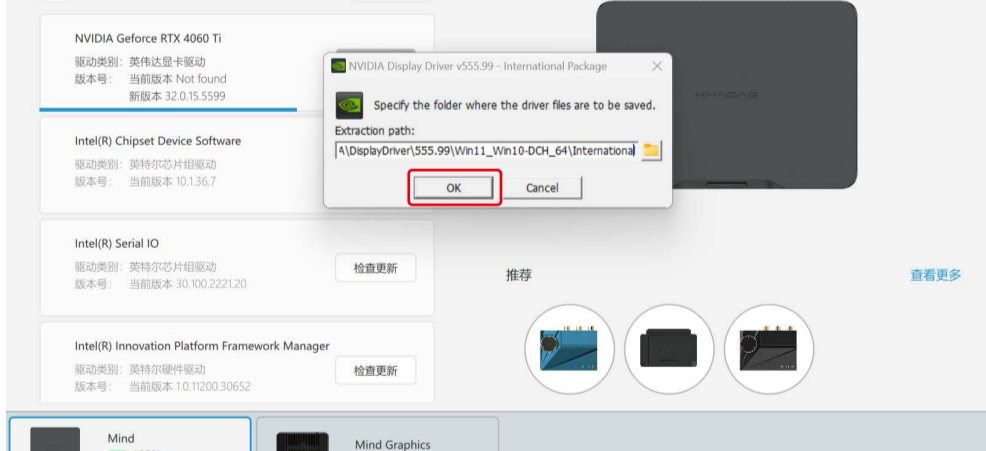 NVIDIA Geforce RTX 4060 Ti
驱动类别: 英伟达显卡驱动
版本号: 当前版本 Not found
新版本 32.0.15.5599
Intel(R) Chipset Device Software
驱动类别: 英特尔芯片组驱动
版本号: 当前版本 10.1.36.7
Intel(R) Serial IO
驱动类别: 英特尔芯片组驱动
版本号: 当前版本 30.100.2221.20
检查更新
Intel(R) Innovation Platform Framework Manager
驱动类别: 英特尔硬件驱动
版本号: 当前版本 1.0.11200.30652
检查更新
NVIDIA Display Driver v555.99 - International Package
Specify the folder where the driver files are to be saved.
Extraction path:
A\DisplayDriver\555.99\Win11_Win10-DCH_64\Internationa
OK
Cancel
KHADAS
推荐
查看更多
Mind
Mind Graphics